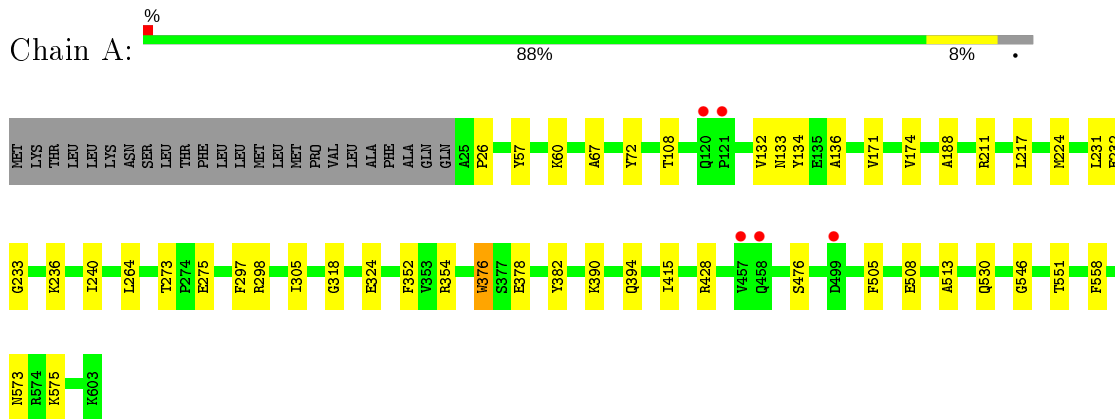 %
Chain A:
88% 8% •
MET LYS THR LEU LEU LYS ASN SER LEU THR PHE LEU LEU MET LEU MET PRO VAL LEU ALA PHE ALA GLN GLN A25 P26 Y57 K60 A67 Y72 T108 Q120 P121 V132 N133 Y134 E135 A136 V171 V174 A188 R211 L217 M224 L231 E232
G233 K236 I240 L264 T273 P274 E275 F297 R298 I305 G318 E324 F352 V353 R354 W376 S377 E378 Y382 K390 Q394 I415 R428 V457 Q458 S476 D499 F505 E508 A513 Q530 G546 T551 F558
N573 R574 K575 K603